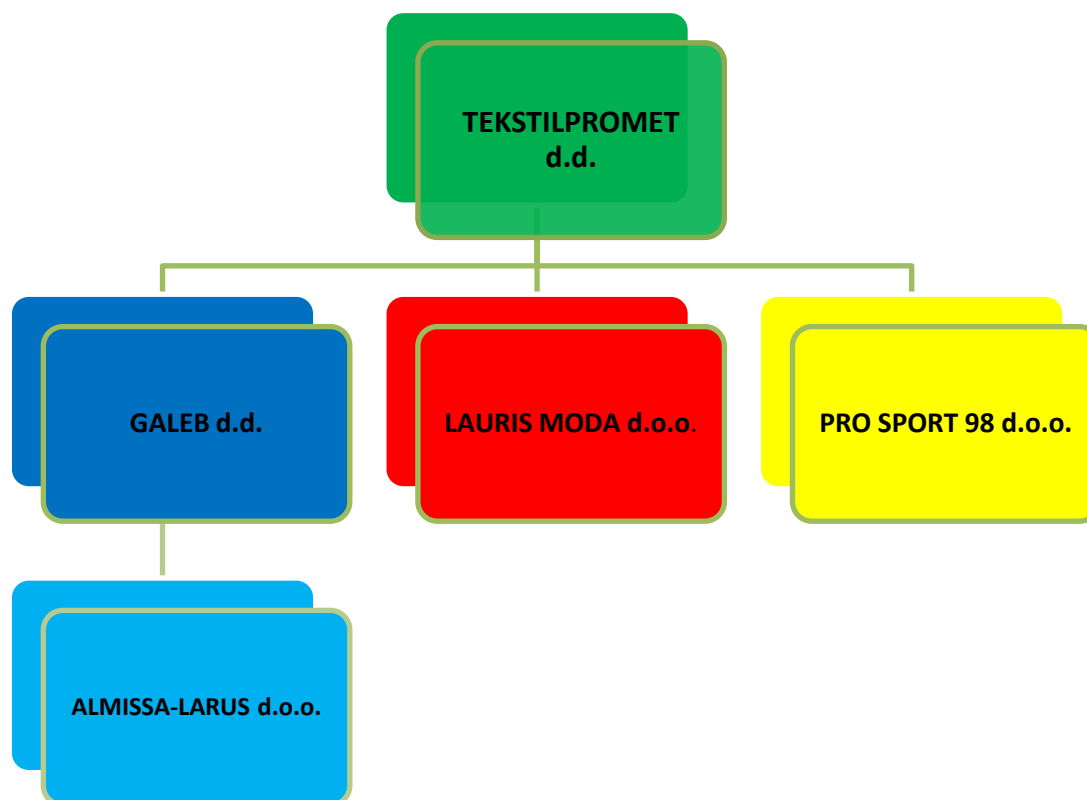 TEKSTILPROMET
d.d.
GALEB d.d.
LAURIS MODA d.o.o.
PRO SPORT 98 d.o.o.
ALMISSA-LARUS d.o.o.